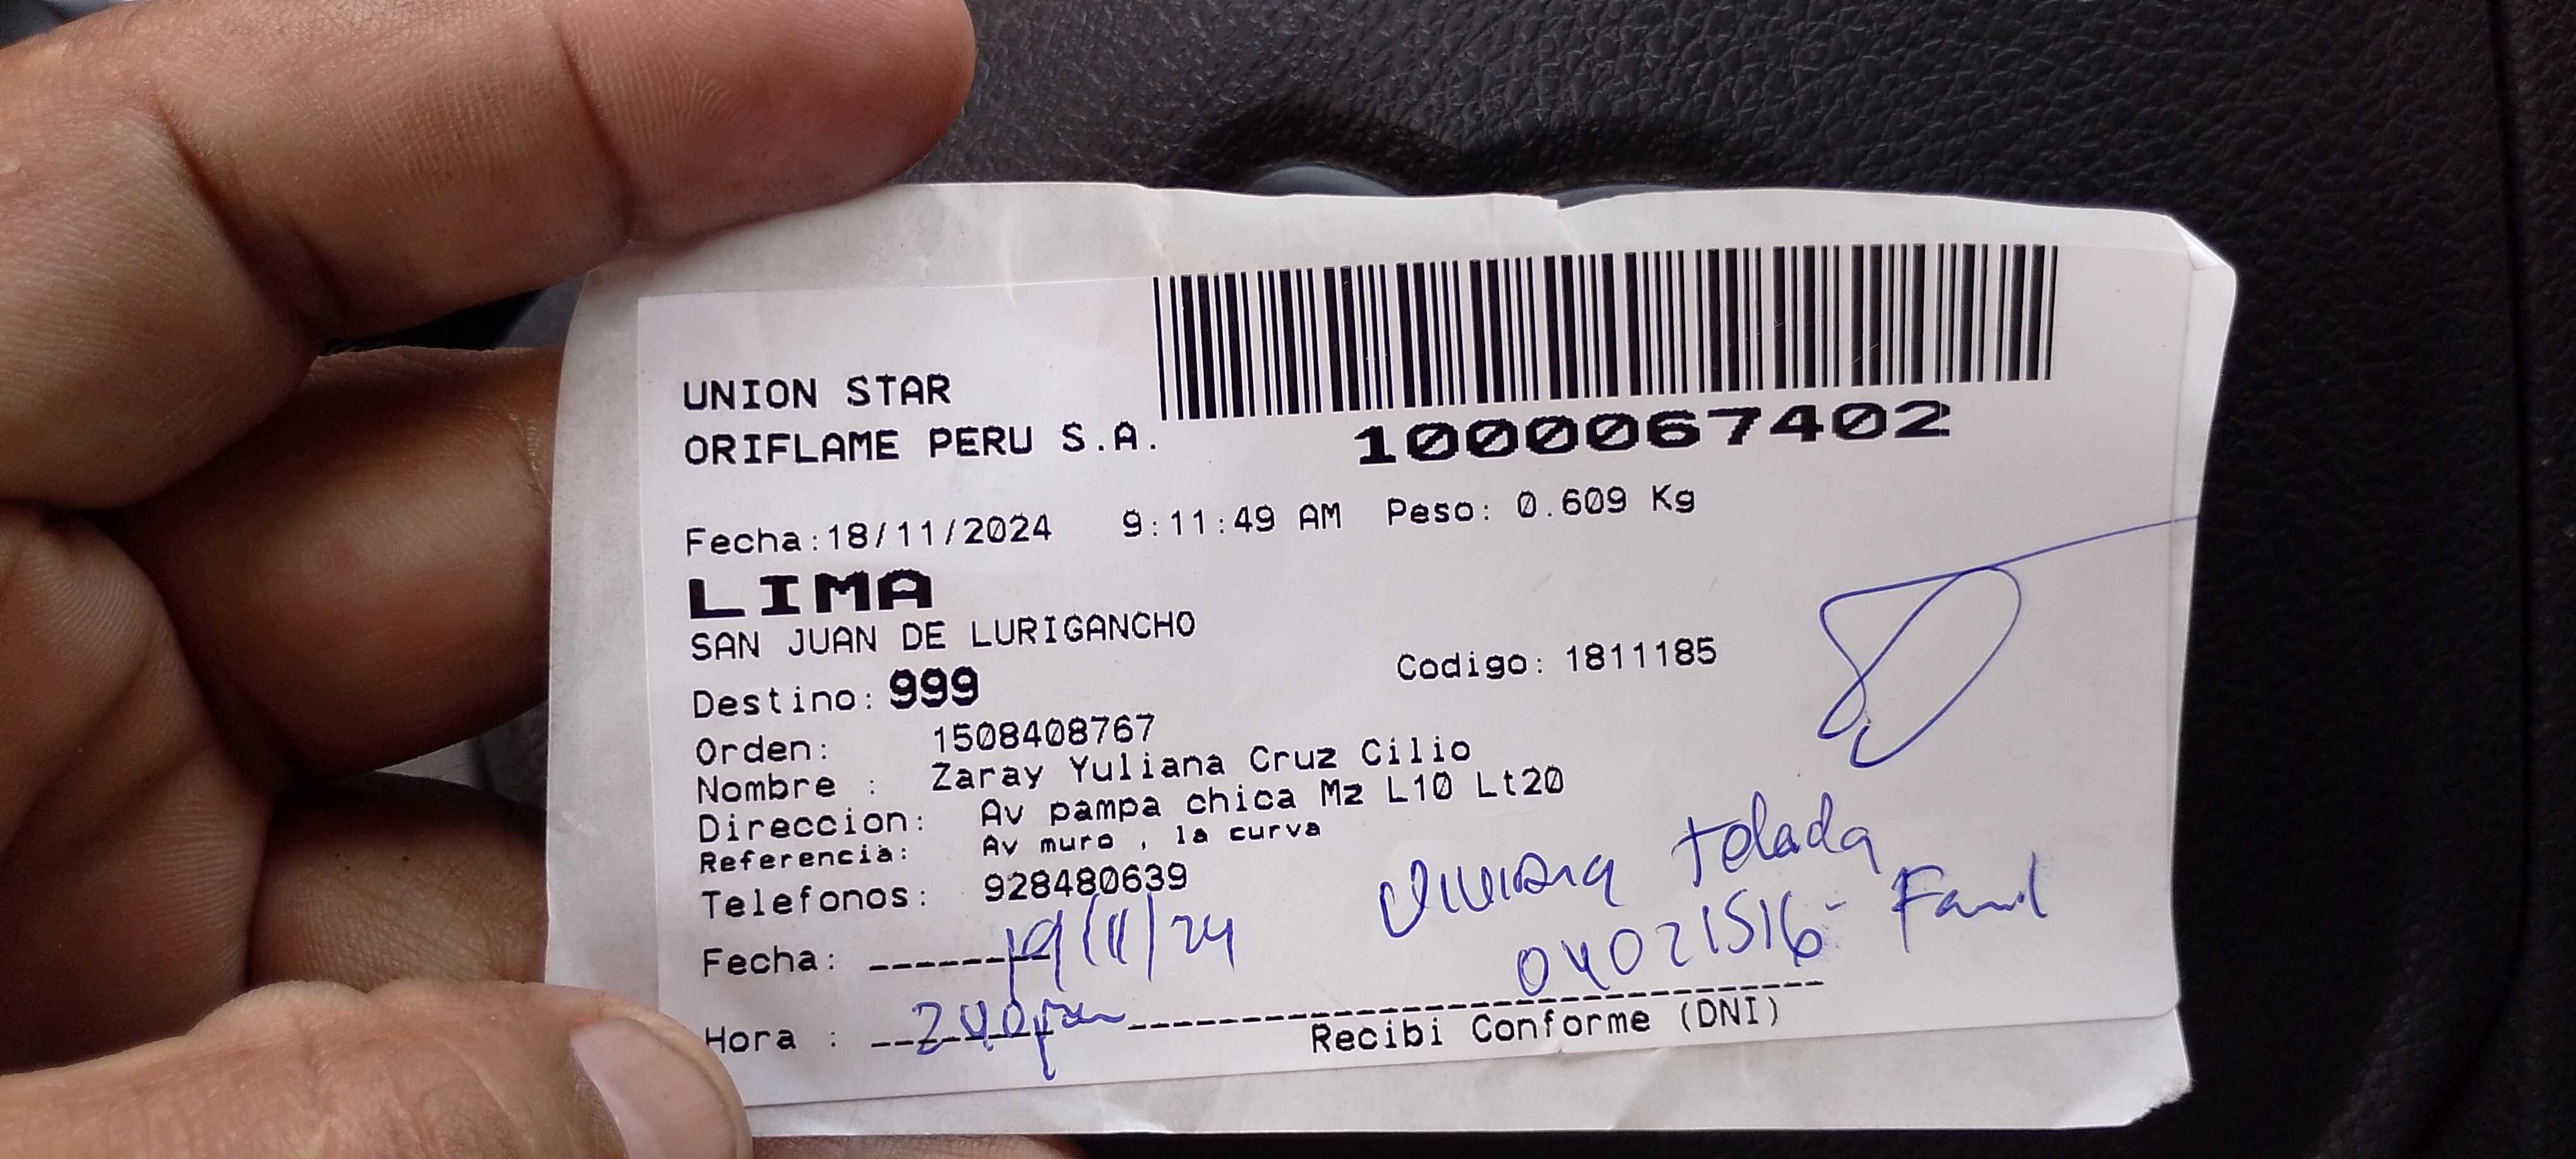 UNION STAR
ORIFLAME PERU S.A.
1000067402
Fecha:18/11/2024 9:11:49 AM Peso: 0.609 Kg
LIMA
SAN JUAN DE LURIGANCHO
Codigo: 1811185
Destino: 999
Orden: 1508408767
Nombre : Zaray Yuliana Cruz Cilio
Direccion: Av pampa chica Mz L10 Lt20
Referencia: Av muro , la curva
Telefonos: 928480639
Fecha: 19/11/24
04021516-
Hora : 240pm
Recibi Conforme (DNI)